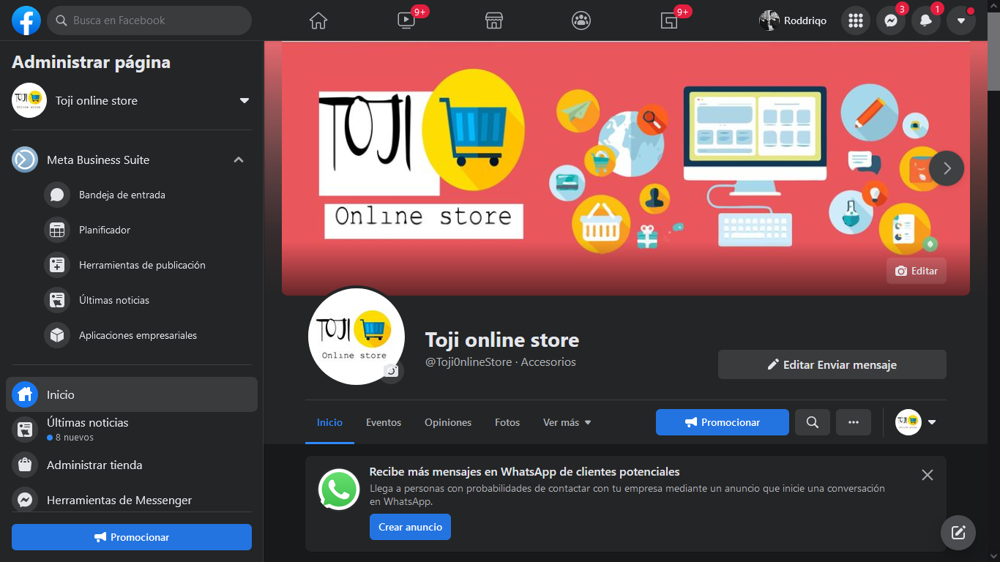 Busca en Facebook
9+
9+
Roddriqo
3
1
Administrar página
Toji online store
Meta Business Suite
Bandeja de entrada
Planificador
Herramientas de publicación
Últimas noticias
Aplicaciones empresariales
Inicio
Últimas noticias
8 nuevos
Administrar tienda
Herramientas de Messenger
Promocionar
TOJI
Online store
Editar
TOJI
Online store
Toji online store
@Toji0nlineStore · Accesorios
Editar Enviar mensaje
Inicio
Eventos
Opiniones
Fotos
Ver más
Promocionar
Recibe más mensajes en WhatsApp de clientes potenciales
Llega a personas con probabilidades de contactar con tu empresa mediante un anuncio que inicie una conversación
en WhatsApp.
Crear anuncio